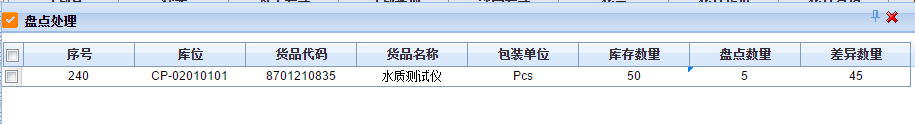 盘点处理
序号 库位 货品代码 货品名称 包装单位 库存数量 盘点数量 差异数量
240 CP-02010101 8701210835 水质测试仪 Pcs 50 5 45